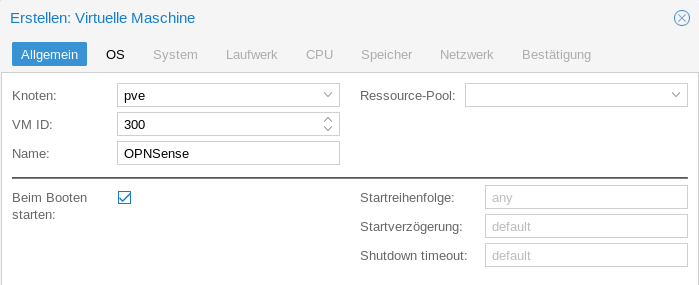 Erstellen: Virtuelle Maschine
Allgemein OS System Laufwerk CPU Speicher Netzwerk Bestätigung
Knoten: pve Ressource-Pool:
VM ID: 300
Name: OPNSense
Beim Booten starten: Startreihenfolge: any
Startverzögerung: default
Shutdown timeout: default